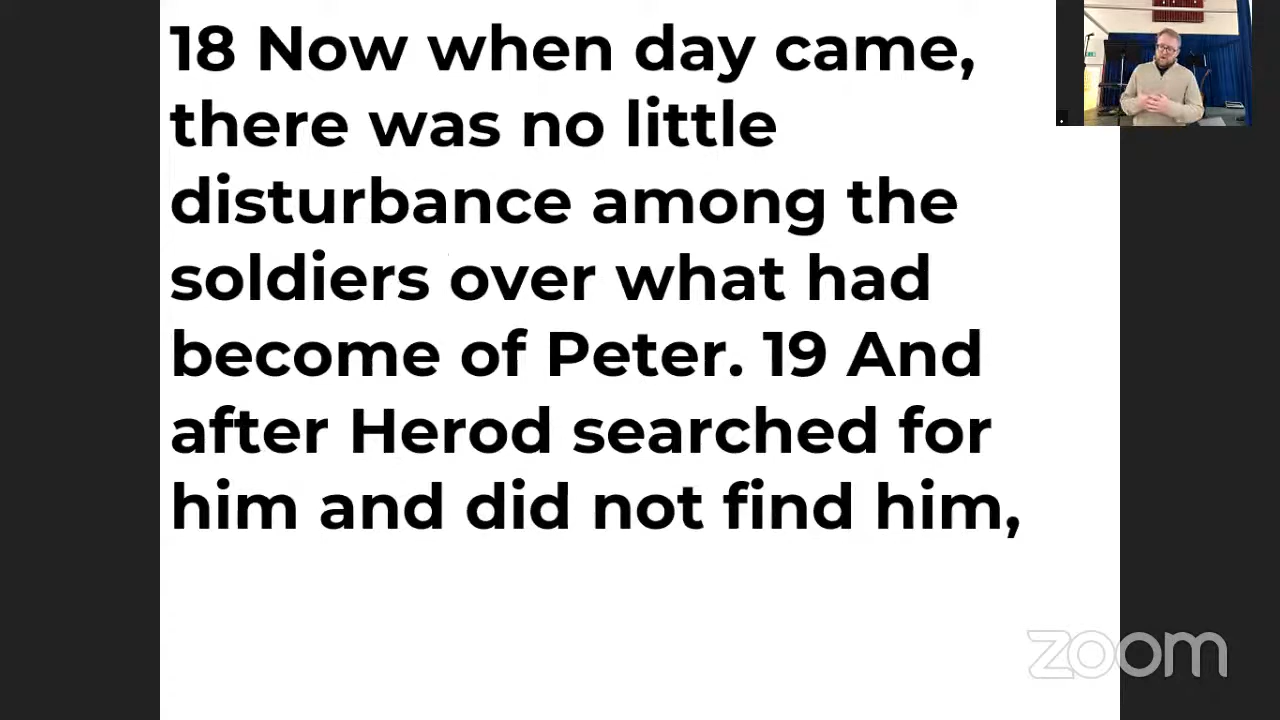 18 Now when day came,
there was no little
disturbance among the
soldiers over what had
become of Peter. 19 And
after Herod searched for
him and did not find him,
zoom